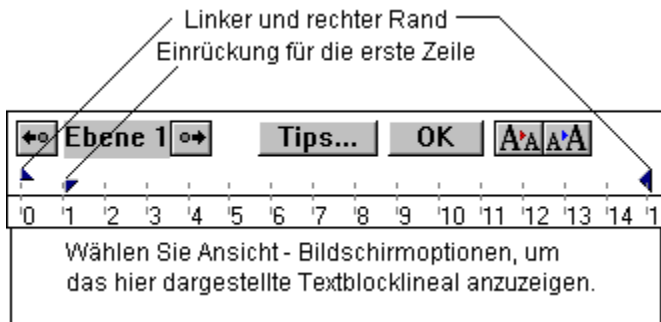 Linker und rechter Rand
Einrückung für die erste Zeile
Ebene 1 Tips... OK AAA AAA
'0 '1 '2 '3 '4 '5 '6 '7 '8 '9 '10 '11 '12 '13 '14 '1
Wählen Sie Ansicht - Bildschirmoptionen, um
das hier dargestellte Textblocklineal anzuzeigen.